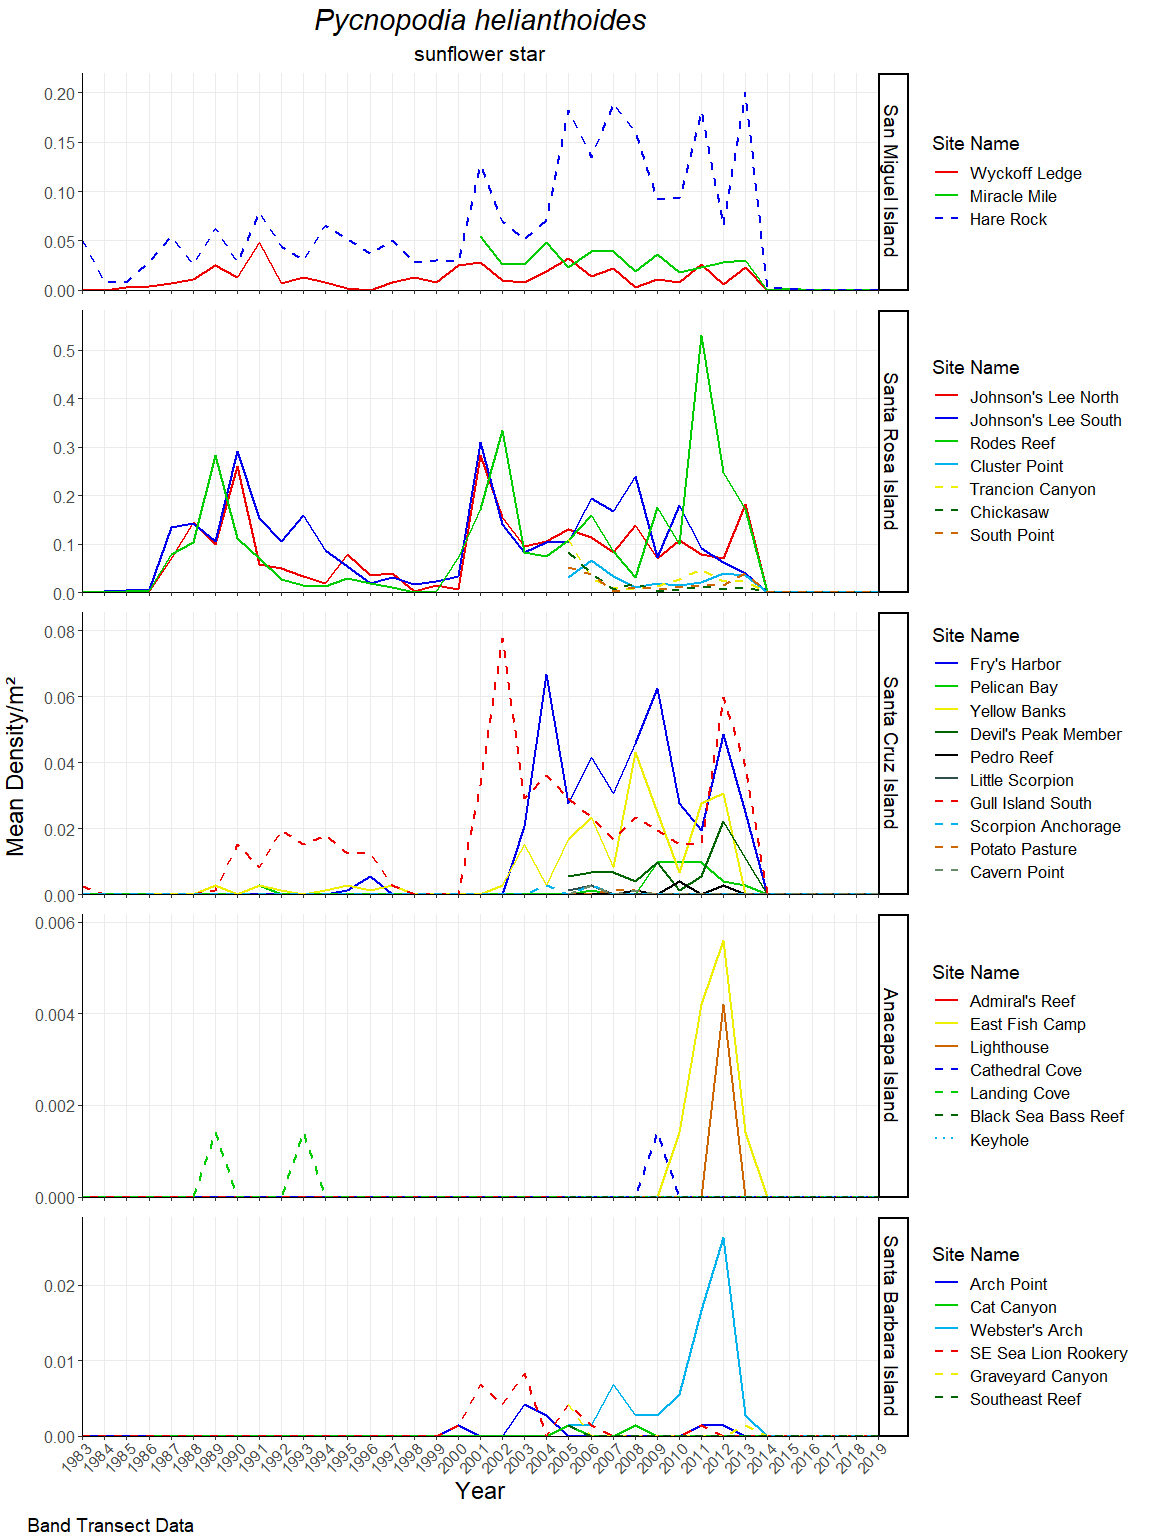 Pycnopodia helianthoides
sunflower star
Mean Density/m²
0.20
0.15
0.10
0.05
0.00
San Miguel Island
Site Name
Wyckoff Ledge
Miracle Mile
Hare Rock
0.5
0.4
0.3
0.2
0.1
0.0
Santa Rosa Island
Site Name
Johnson's Lee North
Johnson's Lee South
Rodes Reef
Cluster Point
Trancion Canyon
Chickasaw
South Point
0.08
0.06
0.04
0.02
0.00
Santa Cruz Island
Site Name
Fry's Harbor
Pelican Bay
Yellow Banks
Devil's Peak Member
Pedro Reef
Little Scorpion
Gull Island South
Scorpion Anchorage
Potato Pasture
Cavern Point
0.006
0.004
0.002
0.000
Anacapa Island
Site Name
Admiral's Reef
East Fish Camp
Lighthouse
Cathedral Cove
Landing Cove
Black Sea Bass Reef
Keyhole
0.02
0.01
0.00
Santa Barbara Island
Site Name
Arch Point
Cat Canyon
Webster's Arch
SE Sea Lion Rookery
Graveyard Canyon
Southeast Reef
1983 1984 1985 1986 1987 1988 1989 1990 1991 1992 1993 1994 1995 1996 1997 1998 1999 2000 2001 2002 2003 2004 2005 2006 2007 2008 2009 2010 2011 2012 2013 2014 2015 2016 2017 2018 2019
Year
Band Transect Data